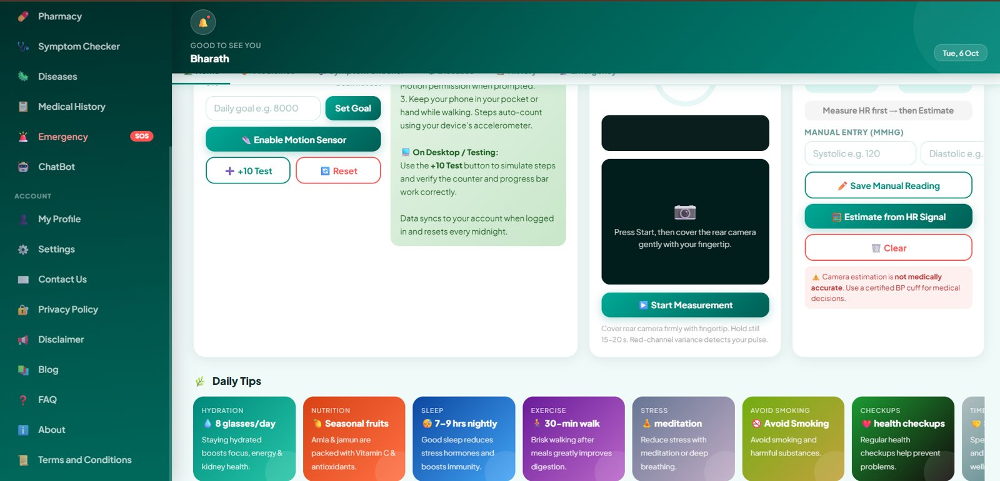 Pharmacy
Symptom Checker
Diseases
Medical History
Emergency
SOS
ChatBot
ACCOUNT
My Profile
Settings
Contact Us
Privacy Policy
Disclaimer
Blog
FAQ
About
Terms and Conditions
GOOD TO SEE YOU
Bharath
Tue, 6 Oct
Daily goal e.g. 8000
Set Goal
Enable Motion Sensor
+10 Test
Reset
Motion permission when prompted.
3. Keep your phone in your pocket or
hand while walking. Steps auto-count
using your device's accelerometer.
On Desktop / Testing:
Use the +10 Test button to simulate steps
and verify the counter and progress bar
work correctly.
Data syncs to your account when logged
in and resets every midnight.
Press Start, then cover the rear camera
gently with your fingertip.
Start Measurement
Cover rear camera firmly with fingertip. Hold still
15–20 s. Red-channel variance detects your pulse.
Measure HR first → then Estimate
MANUAL ENTRY (MMHG)
Systolic e.g. 120
Diastolic e.g.
Save Manual Reading
Estimate from HR Signal
Clear
Camera estimation is not medically
accurate. Use a certified BP cuff for medical
decisions.
Daily Tips
HYDRATION
8 glasses/day
Staying hydrated
boosts focus, energy &
kidney health.
NUTRITION
Seasonal fruits
Amla & jamun are
packed with Vitamin C &
antioxidants.
SLEEP
7–9 hrs nightly
Good sleep reduces
stress hormones and
boosts immunity.
EXERCISE
30-min walk
Brisk walking after
meals greatly improves
digestion.
STRESS
meditation
Reduce stress with
meditation or deep
breathing.
AVOID SMOKING
Avoid Smoking
Avoid smoking and
harmful substances.
CHECKUPS
health checkups
Regular health
checkups help prevent
problems.
TIME
Spe
and
well